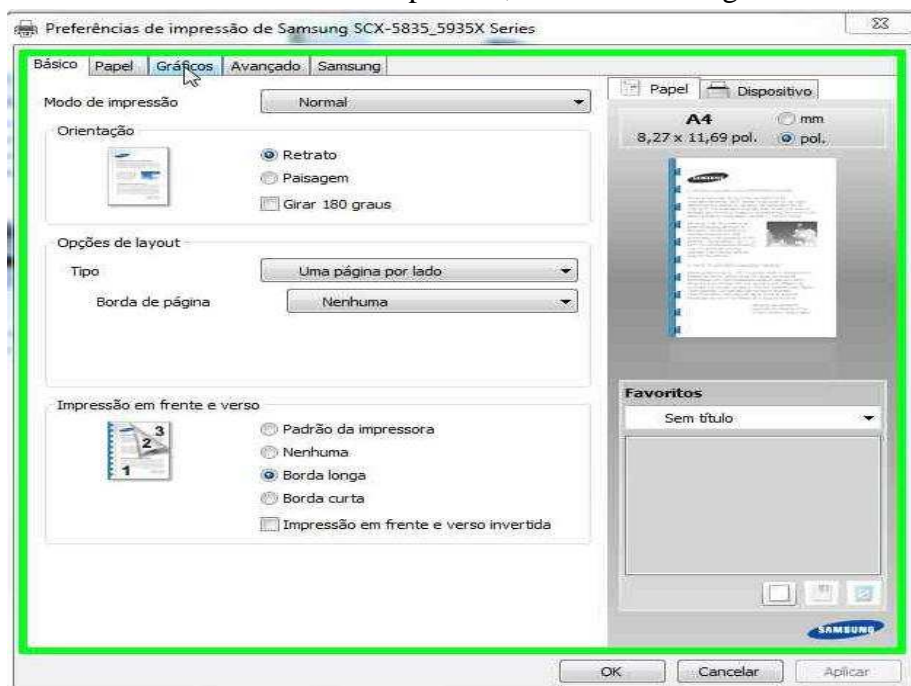 Preferências de impressão de Samsung SCX-5835_5935X Series
Básico Papel Gráficos Avançado Samsung
Modo de impressão Normal
Orientação
Retrato
Paisagem
Girar 180 graus
Opções de layout
Tipo Uma página por lado
Borda de página Nenhuma
Impressão em frente e verso
3
2
1
Padrão da impressora
Nenhuma
Borda longa
Borda curta
Impressão em frente e verso invertida
Papel Dispositivo
A4 mm
8,27 x 11,69 pol. pol.
Favoritos
Sem título
SAMSUNG
OK Cancelar Aplicar